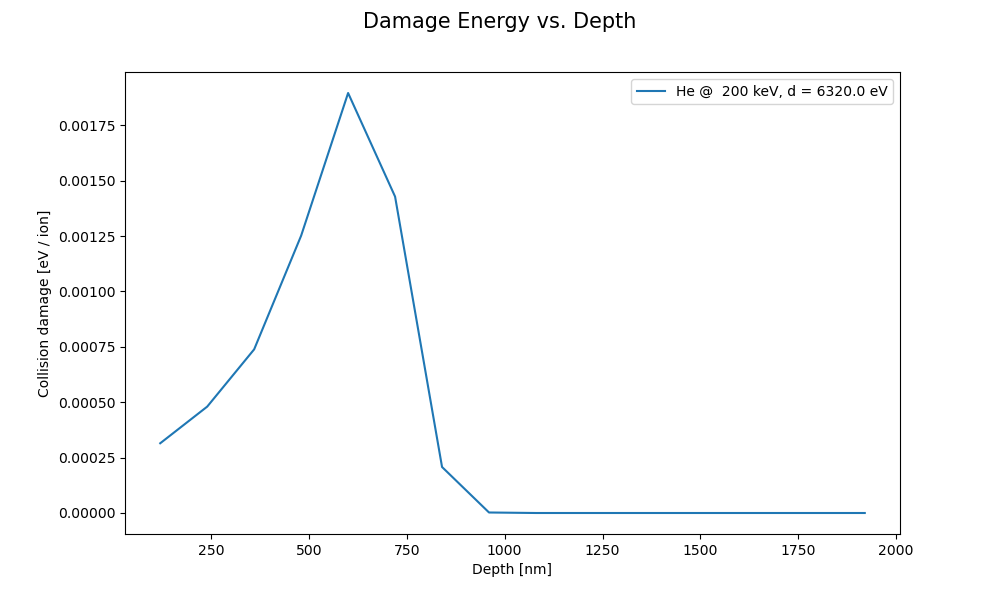 Damage Energy vs. Depth
He @  200 keV, d = 6320.0 eV
Collision damage [eV / ion]
0.00175
0.00150
0.00125
0.00100
0.00075
0.00050
0.00025
0.00000
250 500 750 1000 1250 1500 1750 2000
Depth [nm]